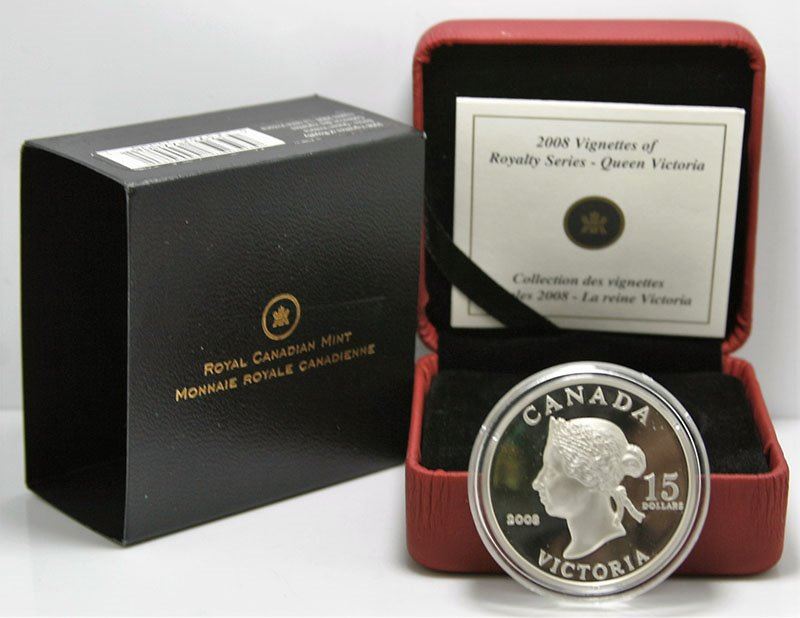 ROYAL CANADIAN MINT
MONNAIE ROYALE CANADIENNE
2008 Vignettes of
Royalty Series - Queen Victoria
Collection des vignettes
2008 - La reine Victoria
CANADA
15
DOLLARS
2008
VICTORIA